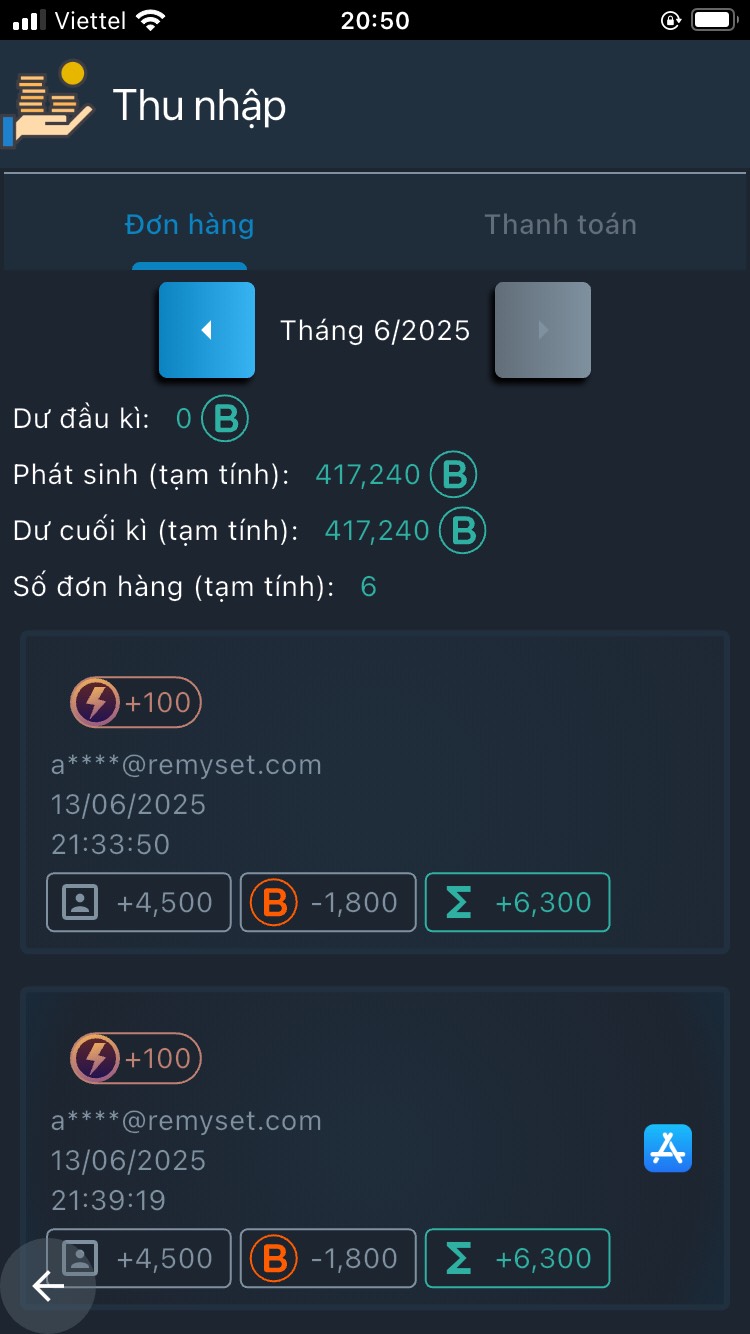 Viettel 20:50
Thu nhập
Đơn hàng Thanh toán
Tháng 6/2025
Dư đầu kì: 0 B
Phát sinh (tạm tính): 417,240 B
Dư cuối kì (tạm tính): 417,240 B
Số đơn hàng (tạm tính): 6
+100
a****@remyset.com
13/06/2025
21:33:50
+4,500 B -1,800 Σ +6,300
+100
a****@remyset.com
13/06/2025
21:39:19
+4,500 B -1,800 Σ +6,300